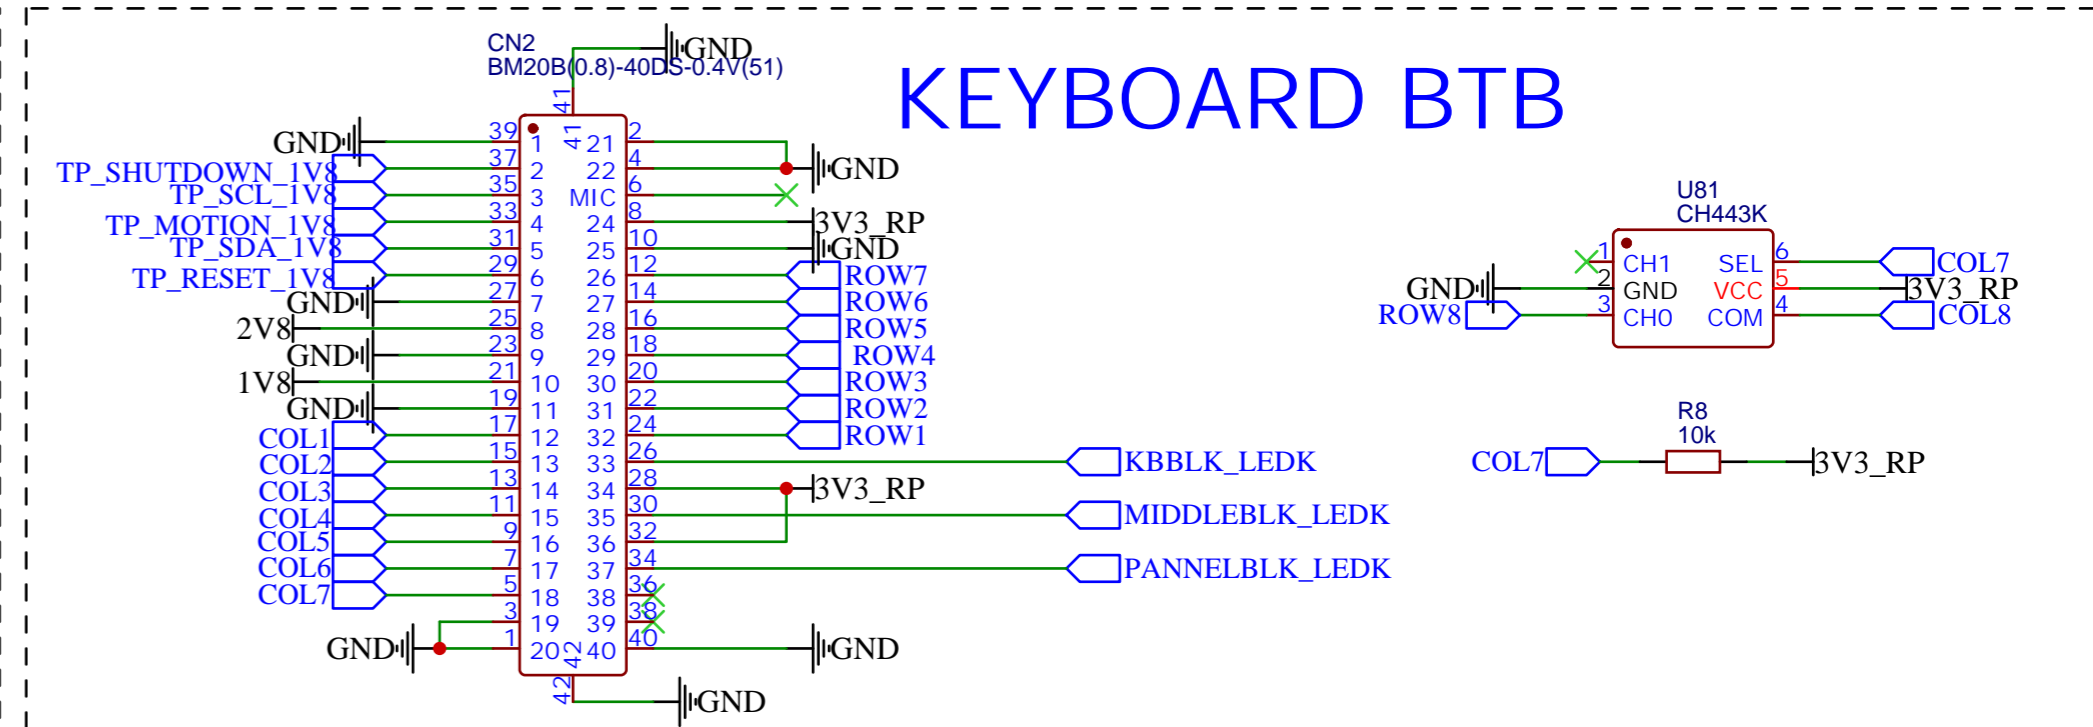 CN2
BM20B(0.8)-40DS-0.4V(51)
GND
KEYBOARD BTB
41
41
GND 39 1 21 2
TP_SHUTDOWN_1V8 37 2 22 4 GND
TP_SCL_1V8 35 3 MIC 6
TP_MOTION_1V8 33 4 24 8 3V3_RP
TP_SDA_1V8 31 5 25 10 GND
TP_RESET_1V8 29 6 26 12 ROW7
GND 27 7 27 14 ROW6
2V8 25 8 28 16 ROW5
GND 23 9 29 18 ROW4
1V8 21 10 30 20 ROW3
GND 19 11 31 22 ROW2
COL1 17 12 32 24 ROW1
COL2 15 13 33 26 KBBLK_LEDK
COL3 13 14 34 28 3V3_RP
COL4 11 15 35 30 MIDDLEBLK_LEDK
COL5 9 16 36 32
COL6 7 17 37 34 PANNELBLK_LEDK
COL7 5 18 38 36
3 19 39 38
GND 1 20 42 40 40 GND
42 GND
U81
CH443K
1 CH1 SEL 6 COL7
GND 2 GND VCC 5 3V3_RP
ROW8 3 CH0 COM 4 COL8
R8
10k
COL7 3V3_RP